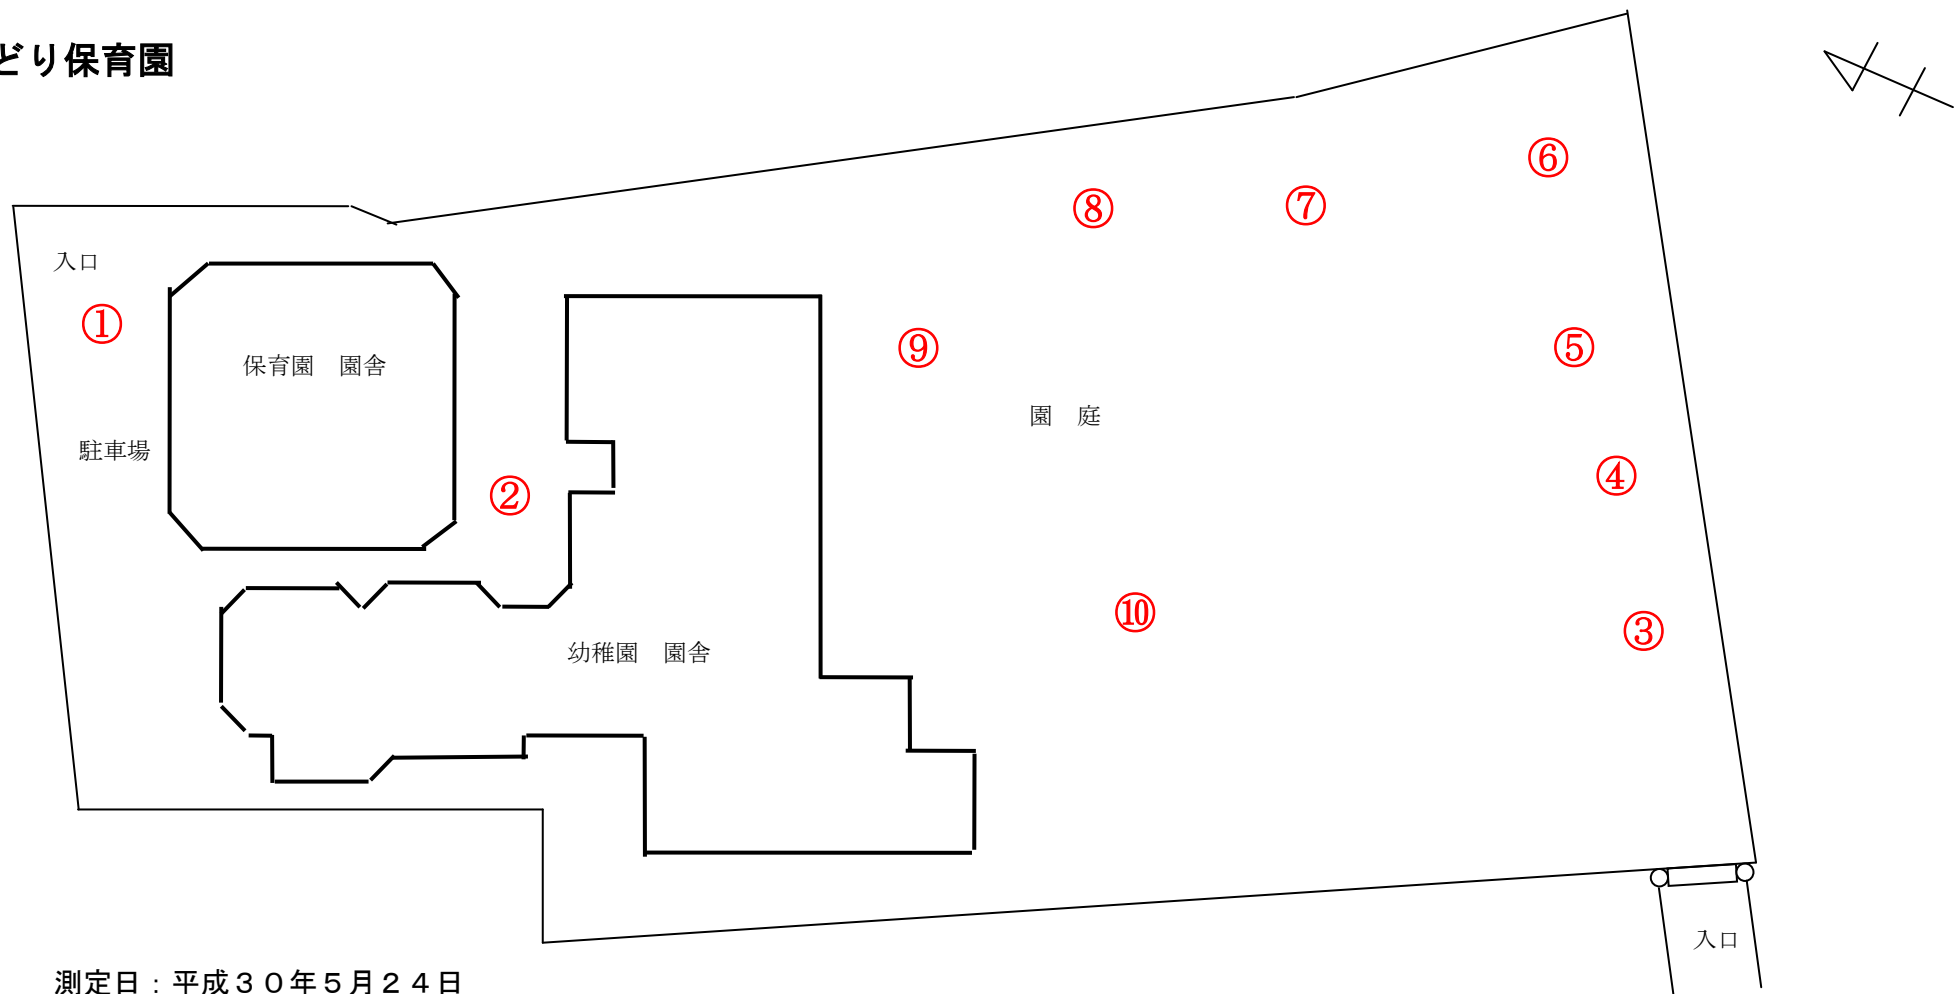 どり保育園
⑥
⑧
⑦
入口
①
⑨
⑤
保育園　園舎
園　庭
駐車場
④
②
⑩
③
幼稚園　園舎
入口
測定日：平成３０年５月２４日